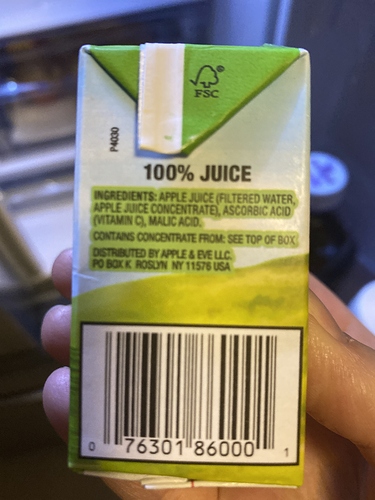 FSC®
P4030
100% JUICE
INGREDIENTS: APPLE JUICE (FILTERED WATER,
APPLE JUICE CONCENTRATE), ASCORBIC ACID
(VITAMIN C), MALIC ACID.
CONTAINS CONCENTRATE FROM: SEE TOP OF BOX
DISTRIBUTED BY APPLE & EVE LLC.
PO BOX K ROSLYN NY 11576 USA
0 76301 86000 1